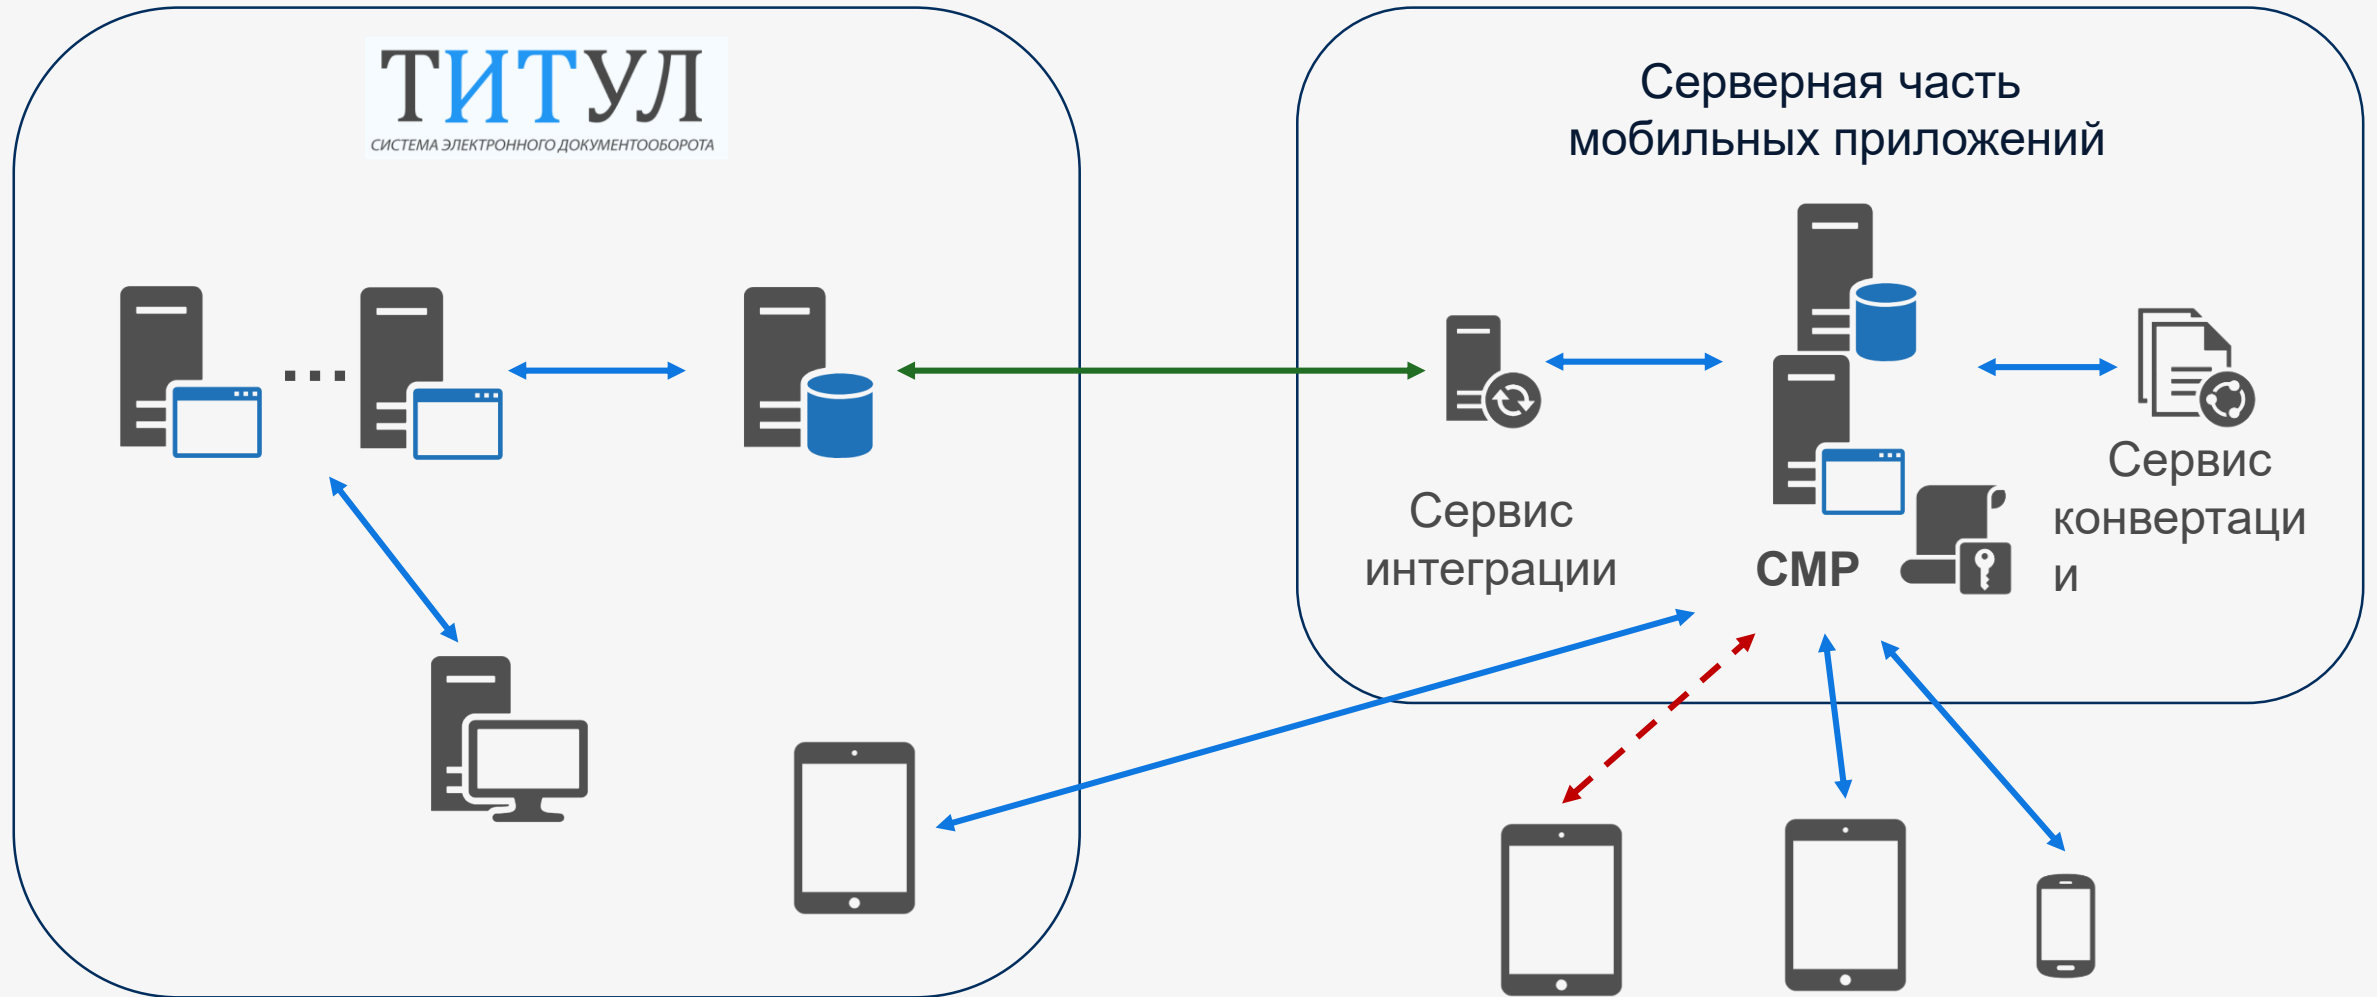 ТИТУЛ
СИСТЕМА ЭЛЕКТРОННОГО ДОКУМЕНТООБОРОТА
...
Серверная часть
мобильных приложений
Сервис
интеграции
СМР
Сервис
конвертаци
и